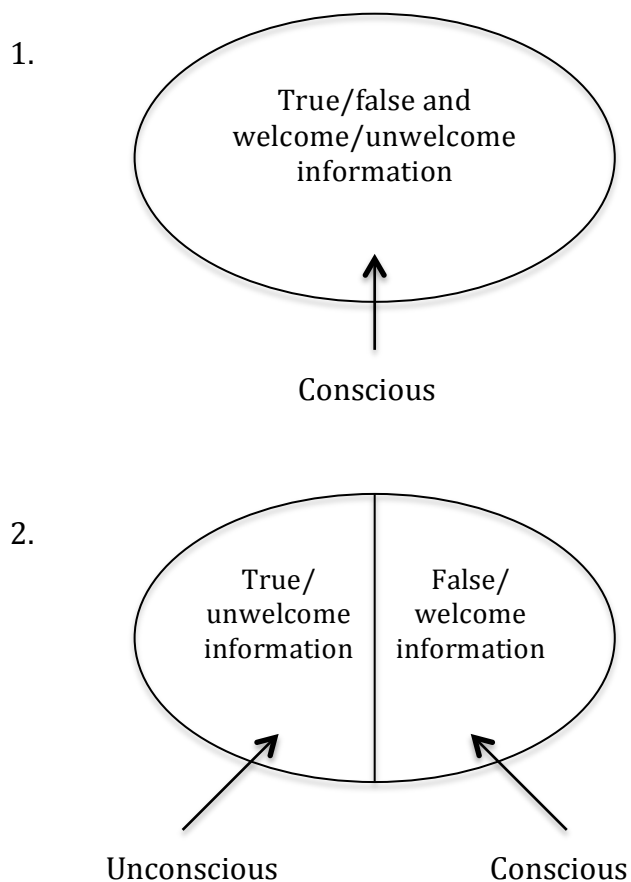 1.
True/false and
welcome/unwelcome
information
Conscious
2.
True/
unwelcome
information
False/
welcome
information
Unconscious
Conscious